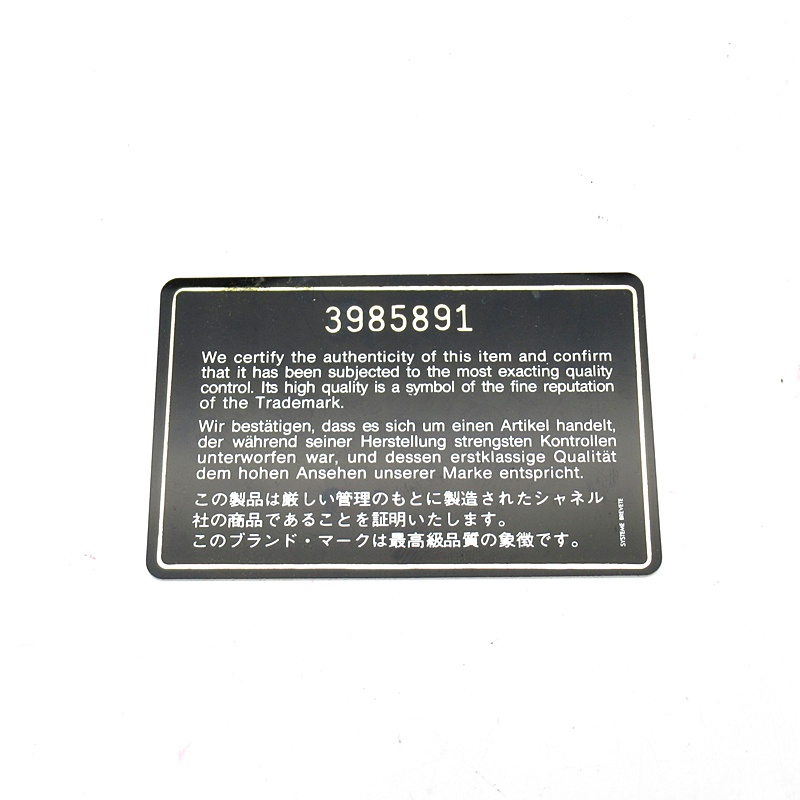 3985891
We certify the authenticity of this item and confirm
that it has been subjected to the most exacting quality
control. Its high quality is a symbol of the fine reputation
of the Trademark.
Wir bestätigen, dass es sich um einen Artikel handelt,
der während seiner Herstellung strengsten Kontrollen
unterworfen war, und dessen erstklassige Qualität
dem hohen Ansehen unserer Marke entspricht.
この製品は厳しい管理のもとに製造されたシャネル
社の商品であることを証明いたします。
このブランド・マークは最高級品質の象徴です。
SYSTEME BREVETE